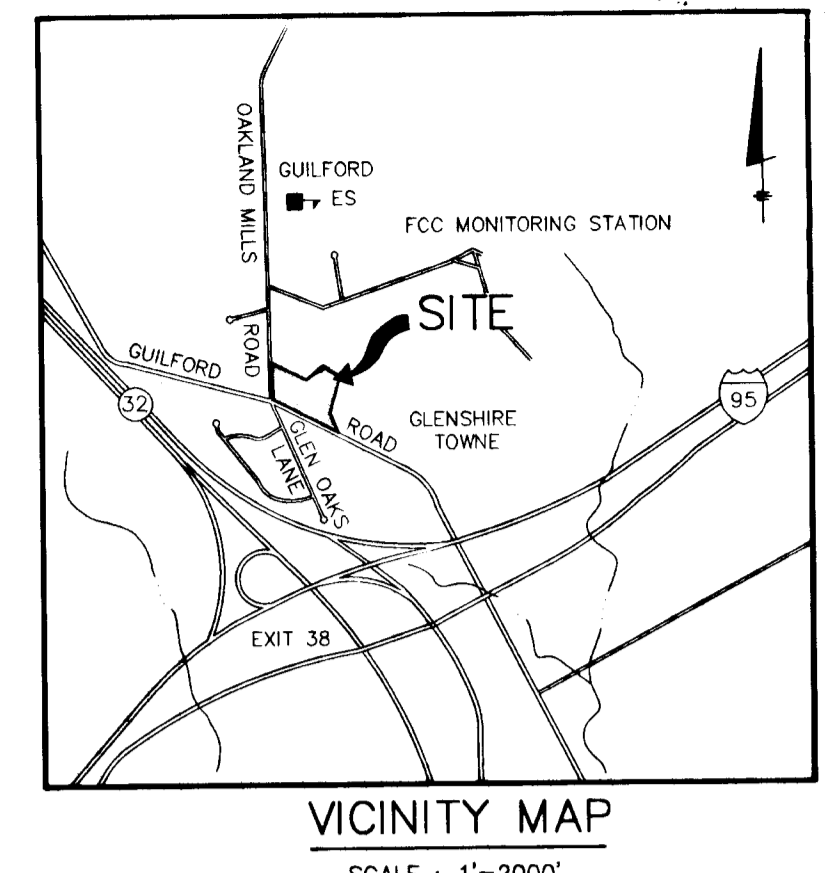 OAKLAND MILLS
ROAD
GUILFORD
ES
FCC MONITORING STATION
SITE
GUILFORD
ROAD
32
95
GLENSHIRE
TOWNE
GLEN OAKS
LANE
EXIT 38
VICINITY MAP
SCALE : 1'=2000'